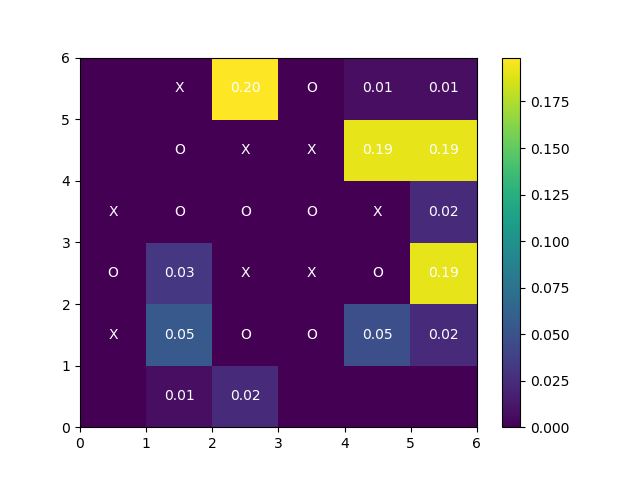 6 X 0.20 O 0.01 0.01
5 O X X 0.19 0.19 0.175
4 X O O O X 0.02 0.150
3 O 0.03 X X O 0.19 0.125
2 X 0.05 O O 0.05 0.02 0.100
1 0.01 0.02 0.075
0 0.050
0 1 2 3 4 5 6 0.025
0.000